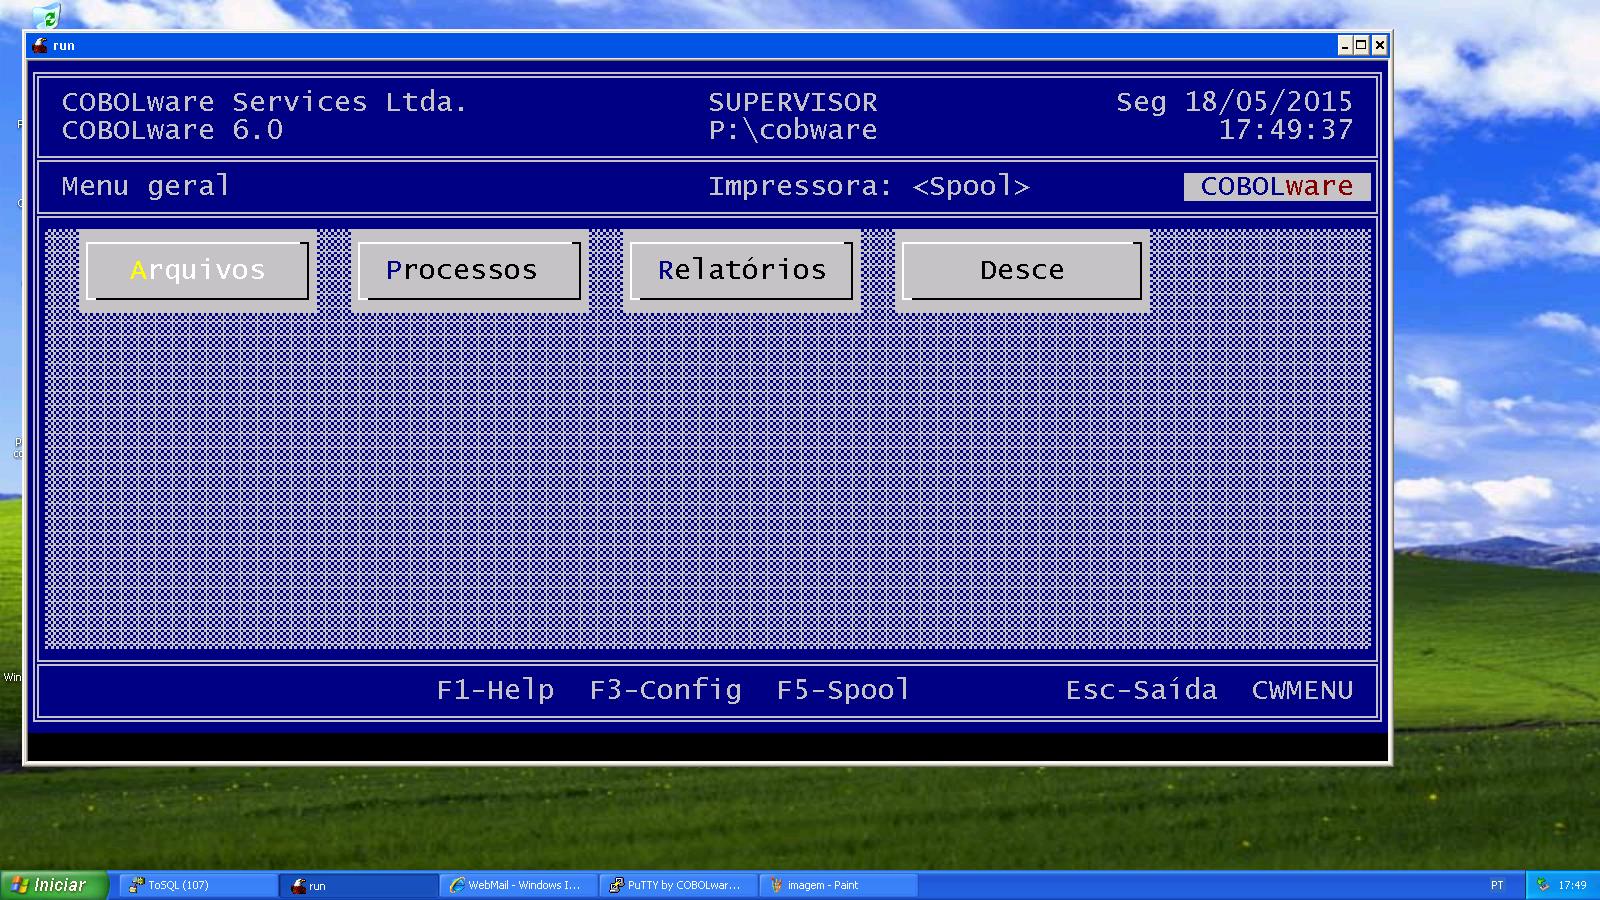 run
COBOLware Services Ltda. SUPERVISOR Seg 18/05/2015
COBOLware 6.0 P:\cobware 17:49:37
Menu geral Impressora: <Spool> COBOLware
Arquivos Processos Relatórios Desce
F1-Help F3-Config F5-Spool Esc-Saída CWMENU
Win
Iniciar ToSQL (107) run WebMail - Windows I... PuTTY by COBOLwar... imagem - Paint PT 17:49